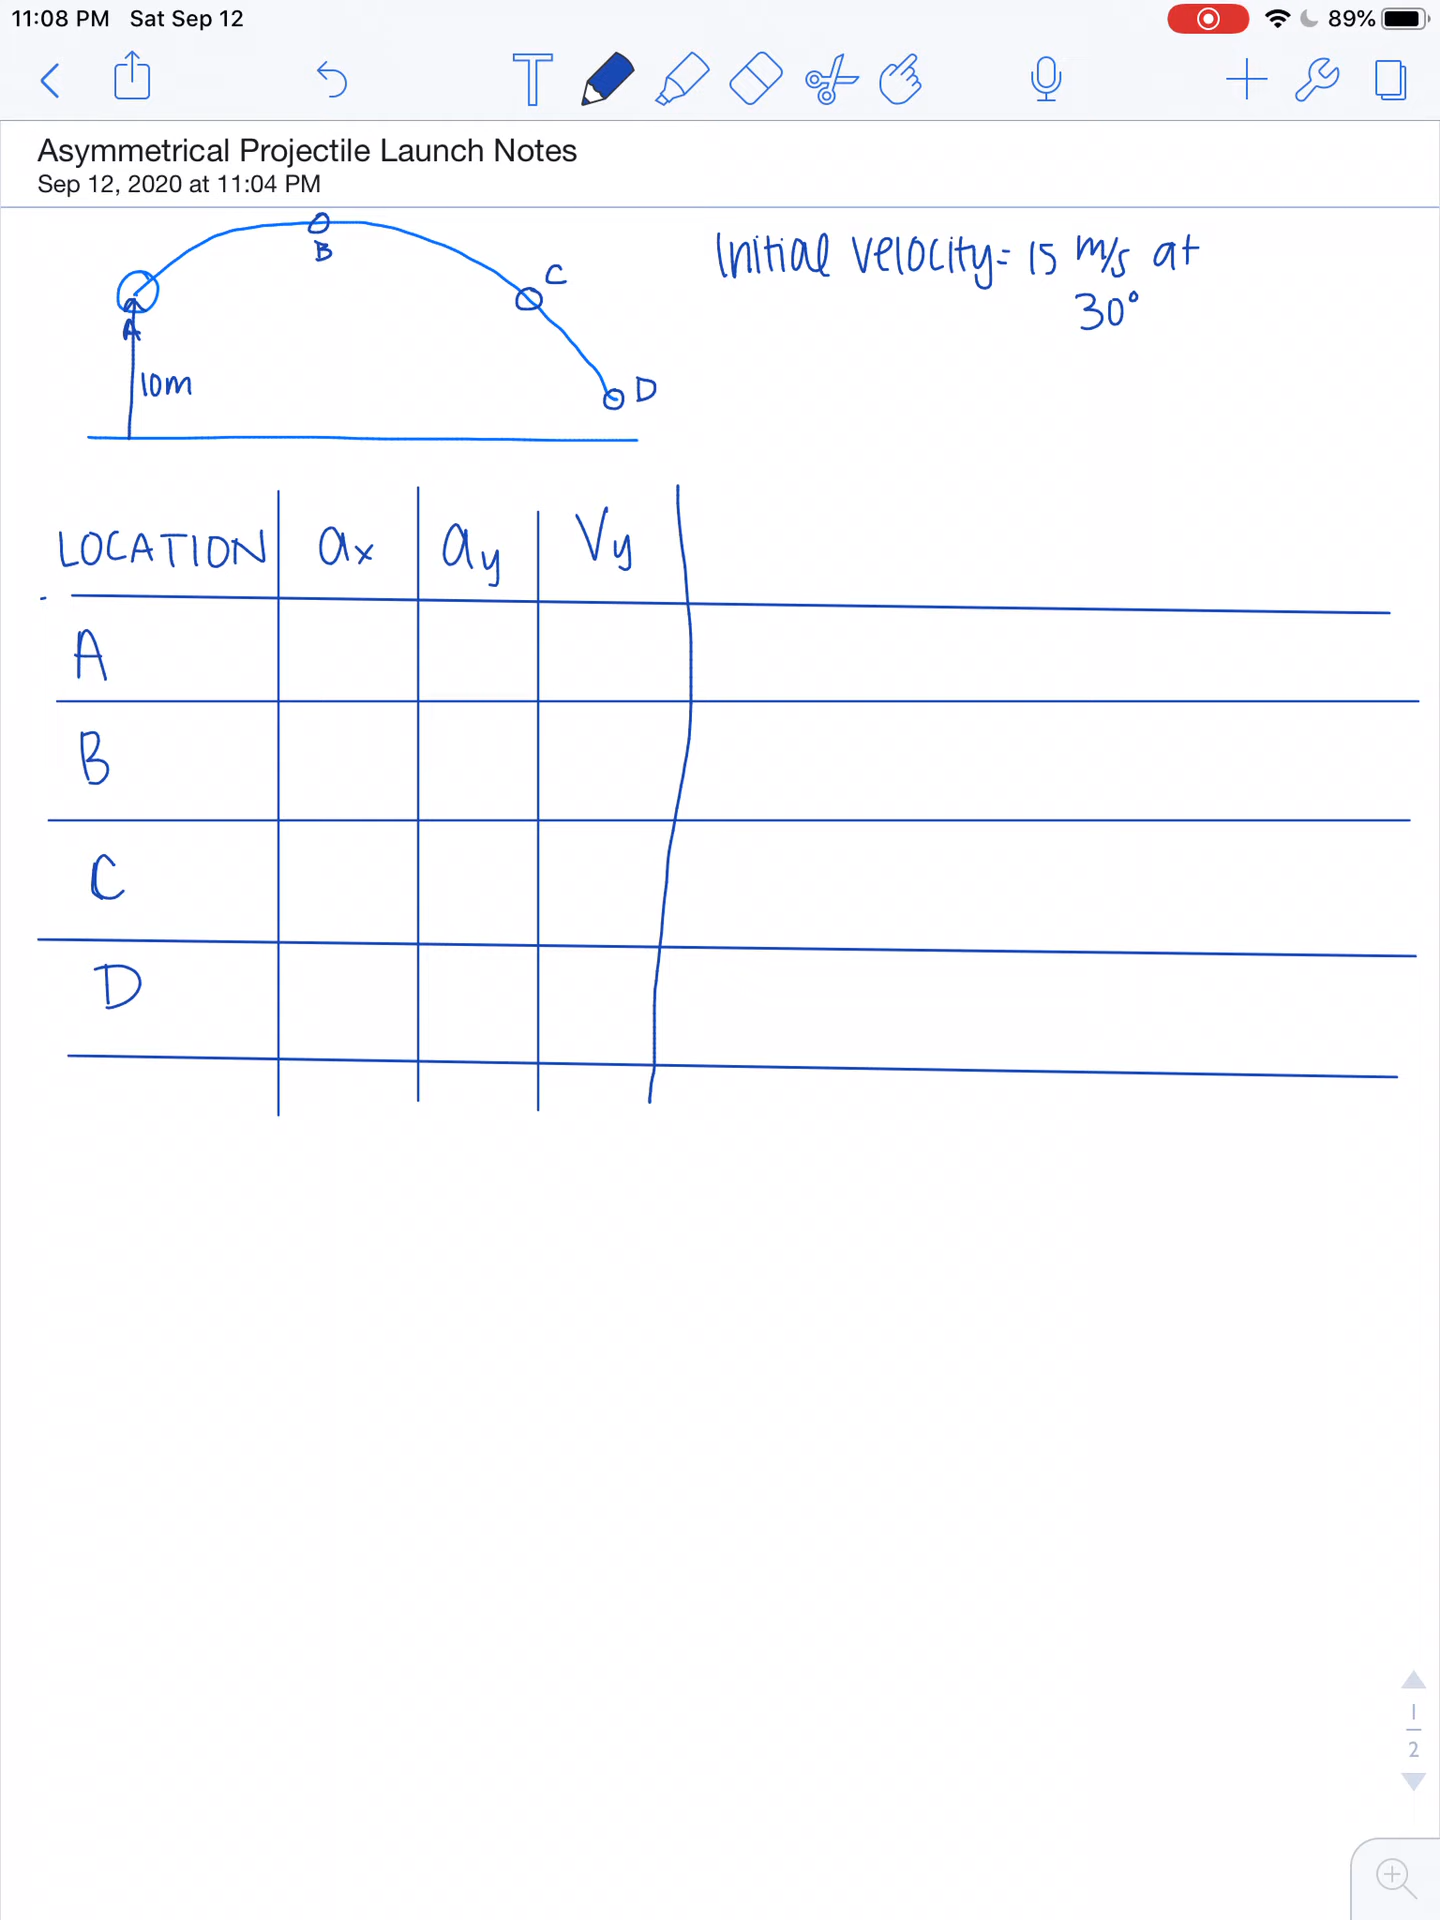 11:08 PM Sat Sep 12 89%
T
Asymmetrical Projectile Launch Notes
Sep 12, 2020 at 11:04 PM
B
C
A
10m
D
Initial velocity = 15 m/s at
30°
LOCATION ax ay Vy
A
B
C
D
1
2